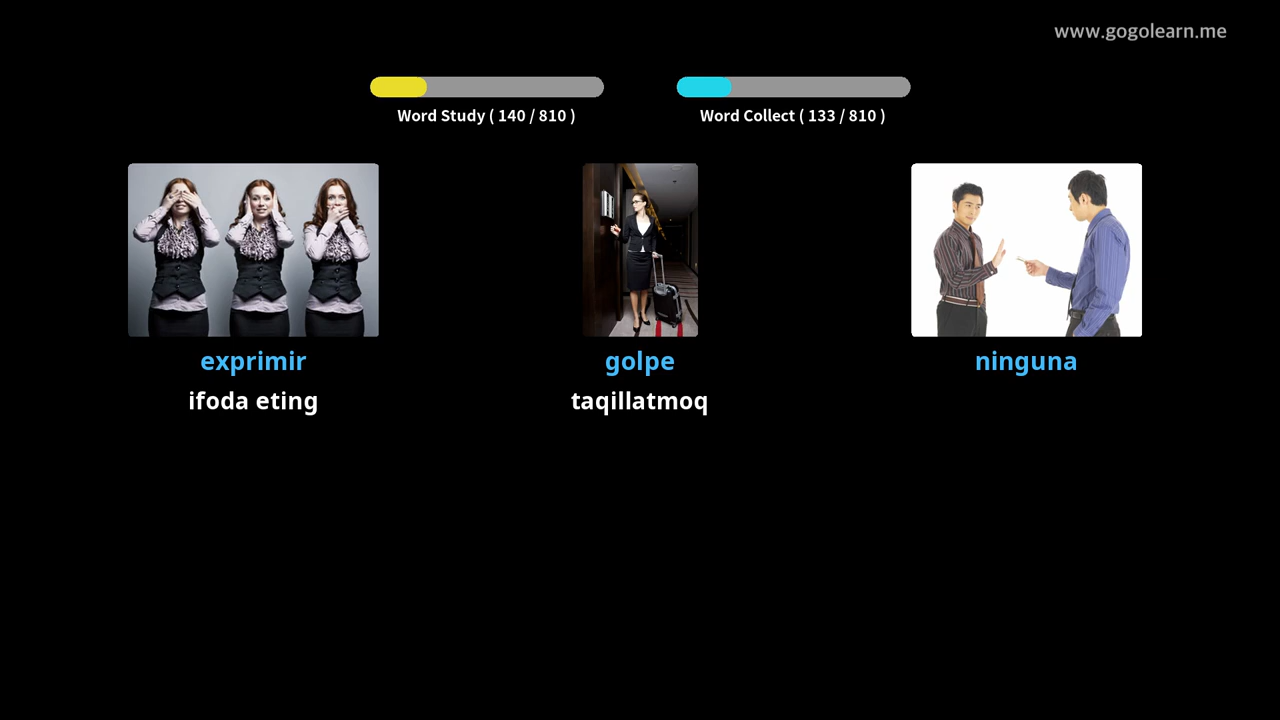 www.gogolearn.me
Word Study ( 140 / 810 )
Word Collect ( 133 / 810 )
exprimir
golpe
ninguna
ifoda eting
taqillatmoq